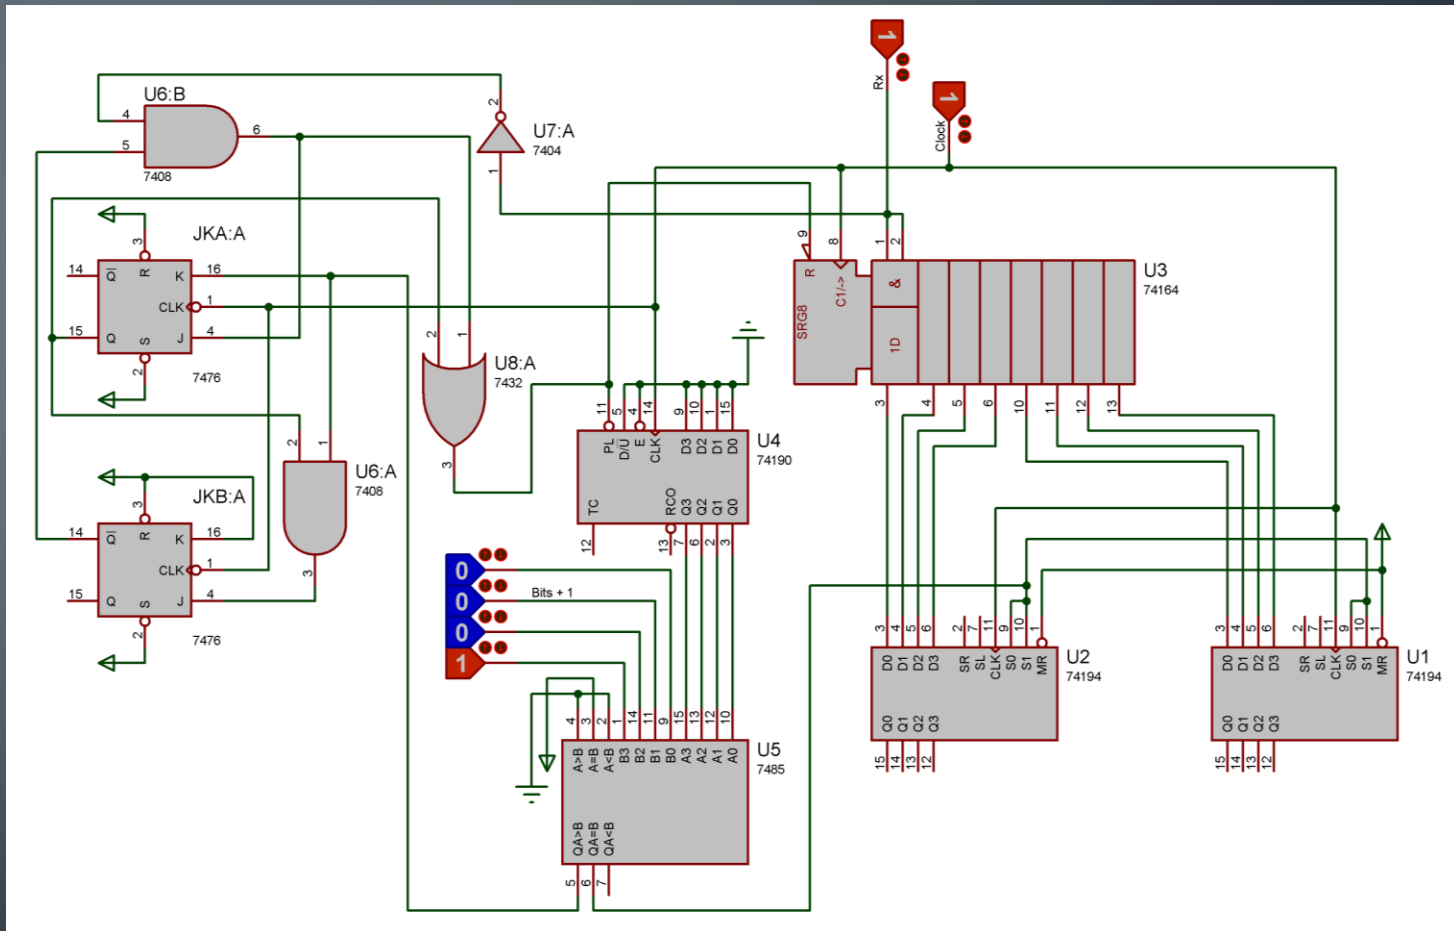 1
Rx
1
Clock
U6:B
4
5
6
7408
2
U7:A
7404
1
JKA:A
3
14
Q
R
K
16
CLK
1
15
Q
S
J
4
2
7476
2
1
U8:A
7432
3
2
1
U6:A
7408
3
JKB:A
3
14
Q
R
K
16
CLK
1
15
Q
S
J
4
2
7476
9
8
1
2
U3
74164
R
C1/->
&
SRG8
1D
3
4
5
6
10
11
12
13
11
5
4
14
9
10
1
15
U4
74190
PL
D/U
E
CLK
D3
D2
D1
D0
TC
RCO
Q3
Q2
Q1
Q0
12
13
7
6
2
3
0
0
Bits + 1
0
1
4
3
2
1
14
11
9
15
13
12
10
U5
7485
A>B
A=B
A<B
B3
B2
B1
B0
A3
A2
A1
A0
QA>B
QA=B
QA<B
5
6
7
3
4
5
6
2
7
11
9
10
1
U2
74194
D0
D1
D2
D3
SR
SL
CLK
S0
S1
MR
Q0
Q1
Q2
Q3
15
14
13
12
3
4
5
6
2
7
11
9
10
1
U1
74194
D0
D1
D2
D3
SR
SL
CLK
S0
S1
MR
Q0
Q1
Q2
Q3
15
14
13
12